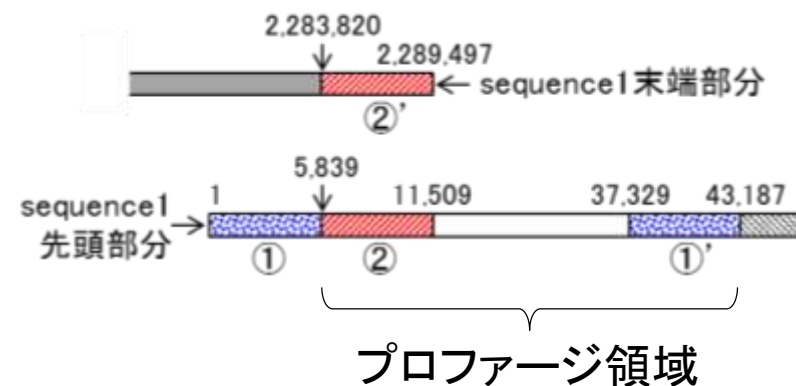 2,283,820
2,289,497
sequence1末端部分
②’
5,839
1
11,509
37,329
43,187
sequence1
先頭部分
①
②
①’
プロファージ領域